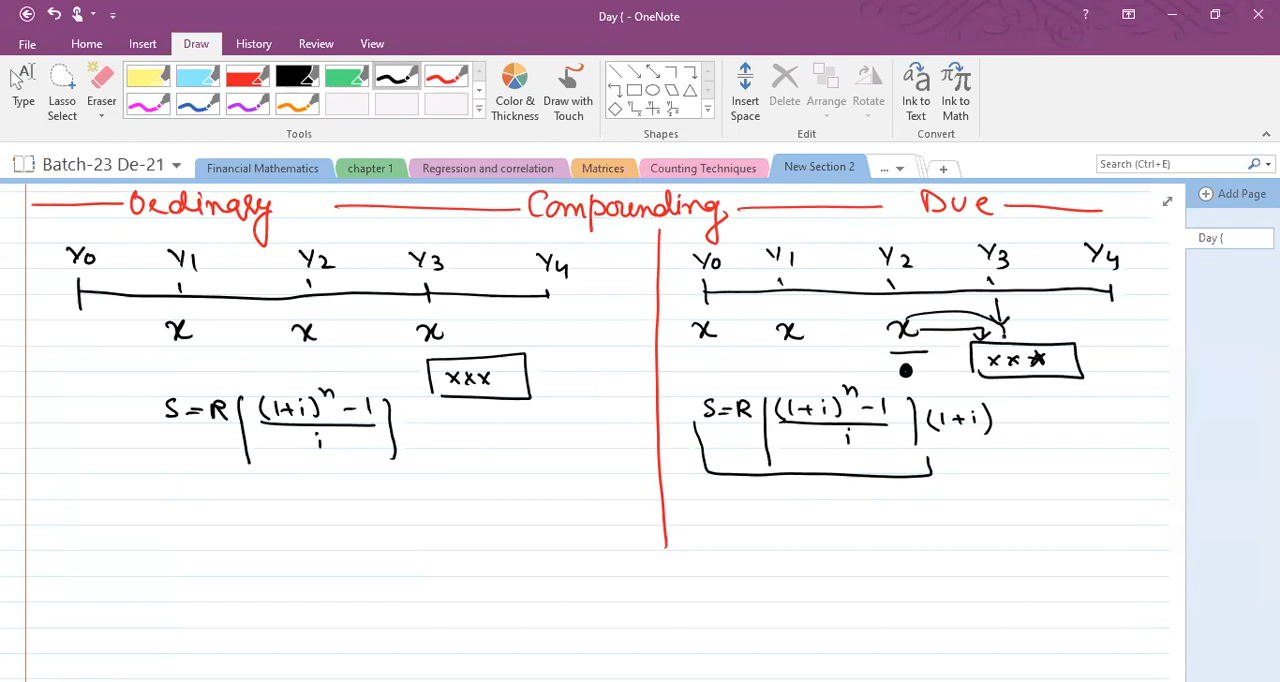 Day { - OneNote
File Home Insert Draw History Review View
Type Lasso Select Eraser Color & Thickness Draw with Touch Insert Space Delete Arrange Rotate Ink to Text Ink to Math
Tools Shapes Edit Convert
Batch-23 De-21 Financial Mathematics chapter 1 Regression and correlation Matrices Counting Techniques New Section 2 ... Search (Ctrl+E)
Add Page
Day {
Ordinary Compounding, Due
Y0 Y1 Y2 Y3 Y4 Y0 Y1 Y2 Y3 Y4
x x x x x x
xxx xxx
S=R[((1+i)^n - 1)/i] S=R[((1+i)^n - 1)/i](1+i)